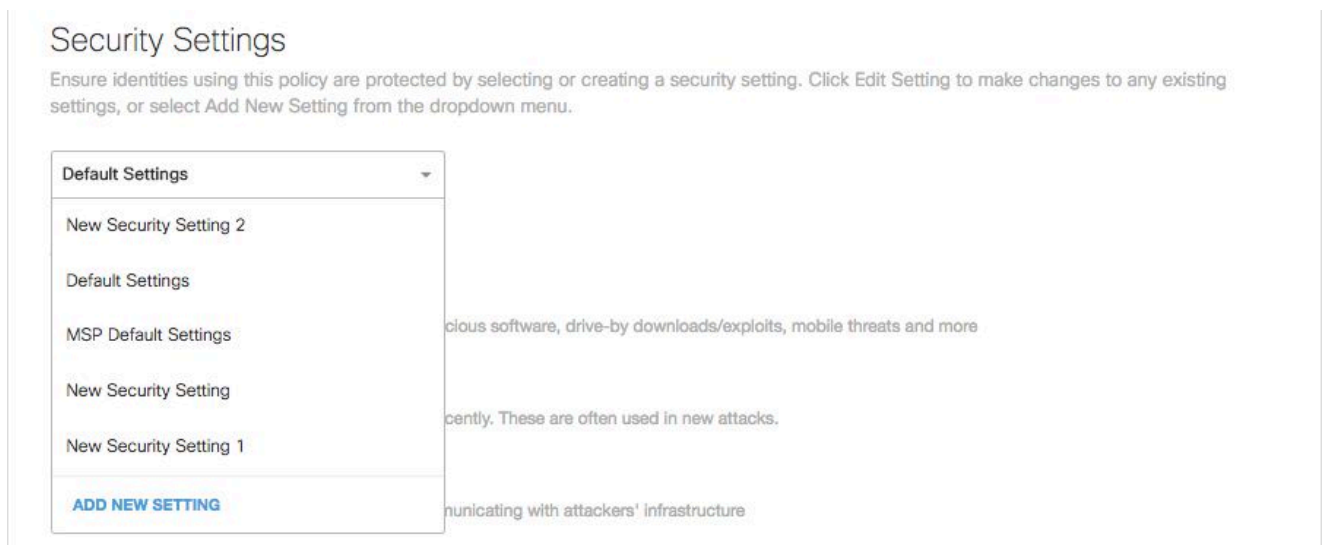 Security Settings
Ensure identities using this policy are protected by selecting or creating a security setting. Click Edit Setting to make changes to any existing
settings, or select Add New Setting from the dropdown menu.
Default Settings
New Security Setting 2
Default Settings
MSP Default Settings
cious software, drive-by downloads/exploits, mobile threats and more
New Security Setting
cently. These are often used in new attacks.
New Security Setting 1
ADD NEW SETTING
nunicating with attackers' infrastructure